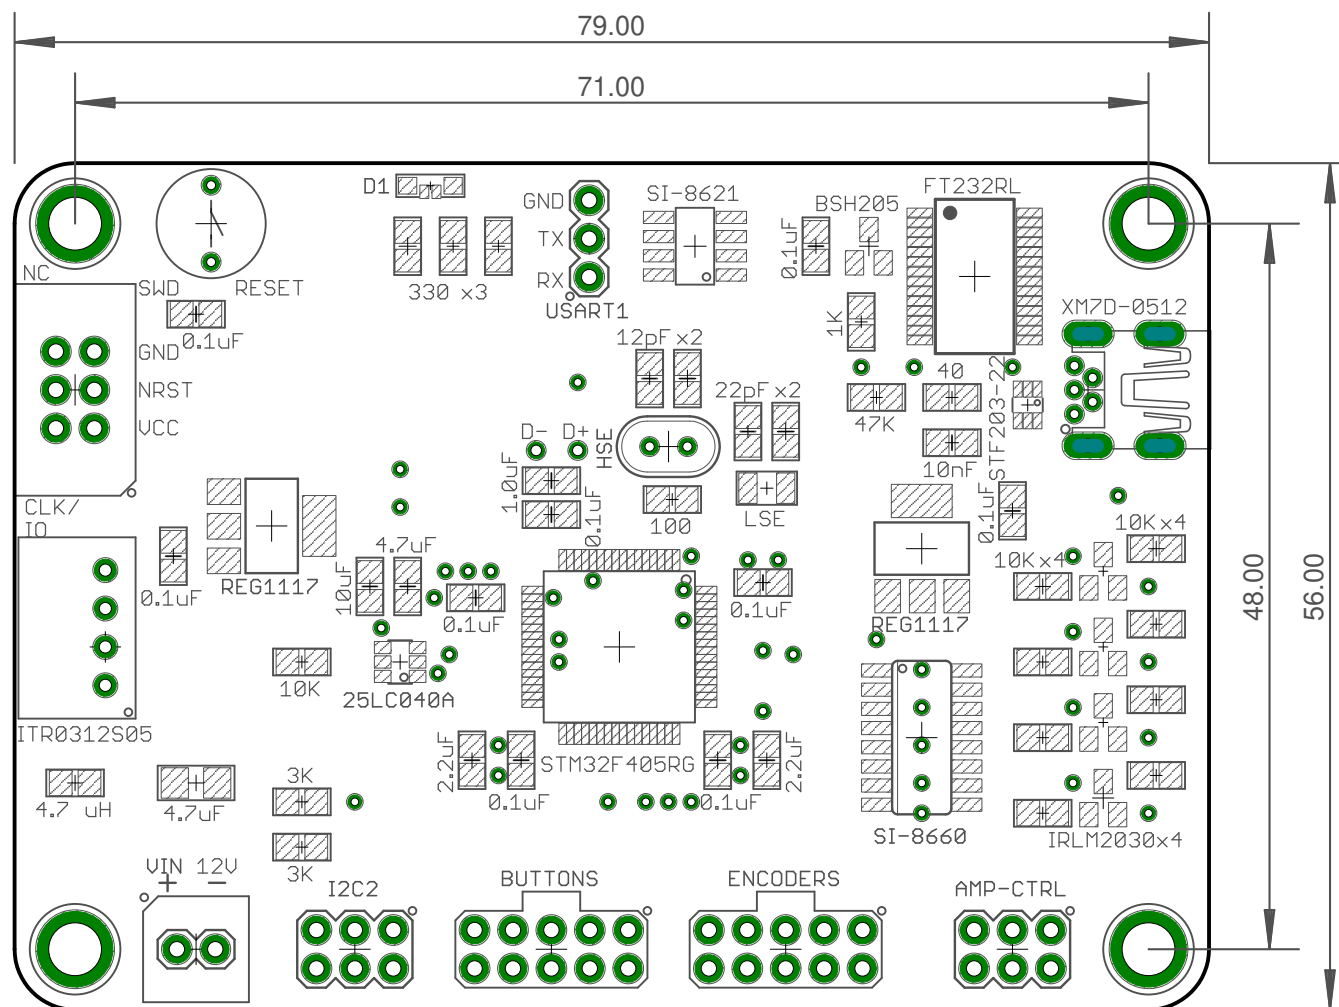 79.00
71.00
D1
GND
TX
RX
USART1
SI-8621
BSH205
FT232RL
0.1uF
330 x3
NC
SWD
RESET
0.1uF
GND
NRST
VCC
CLK/
IO
12pF x2
22pF x2
1K
47K
40
10nF
STF203-22
XM7D-0512
D-
D+
HSE
1.0uF
0.1uF
100
LSE
0.1uF
10Kx4
10Kx4
48.00
56.00
0.1uF
REG1117
10uF
4.7uF
0.1uF
0.1uF
REG1117
10K
25LC040A
ITR0312S05
STM32F405RG
2.2uF
0.1uF
0.1uF
2.2uF
4.7 uH
4.7uF
3K
3K
SI-8660
IRLM2030x4
VIN 12V
+ -
I2C2
BUTTONS
ENCODERS
AMP-CTRL